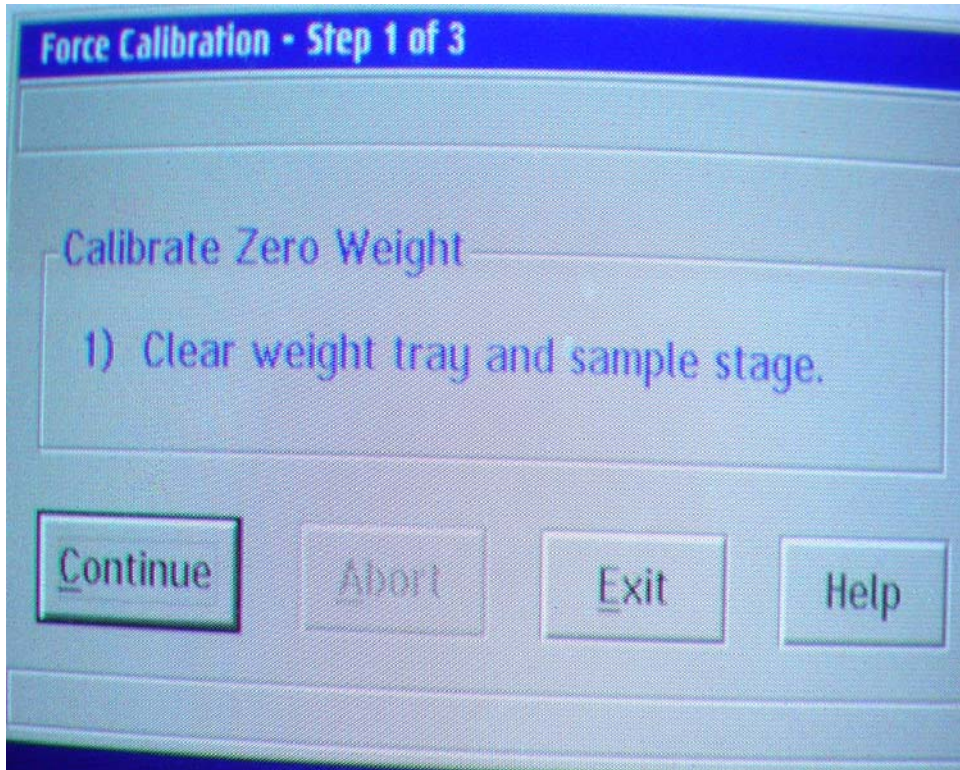 Force Calibration - Step 1 of 3
Calibrate Zero Weight
1) Clear weight tray and sample stage.
Continue Abort Exit Help